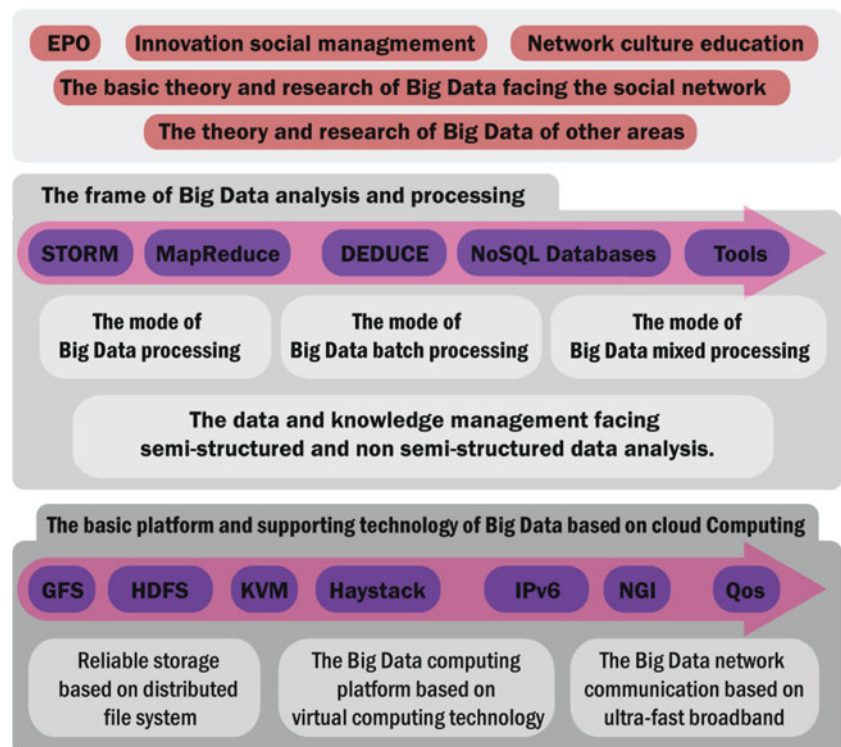 EPO
Innovation social managmement
Network culture education
The basic theory and research of Big Data facing the social network
The theory and research of Big Data of other areas
The frame of Big Data analysis and processing
STORM
MapReduce
DEDUCE
NoSQL Databases
Tools
The mode of
Big Data processing
The mode of
Big Data batch processing
The mode of
Big Data mixed processing
The data and knowledge management facing
semi-structured and non semi-structured data analysis.
The basic platform and supporting technology of Big Data based on cloud Computing
GFS
HDFS
KVM
Haystack
IPv6
NGI
Qos
Reliable storage
based on distributed
file system
The Big Data computing
platform based on
virtual computing technology
The Big Data network
communication based on
ultra-fast broadband